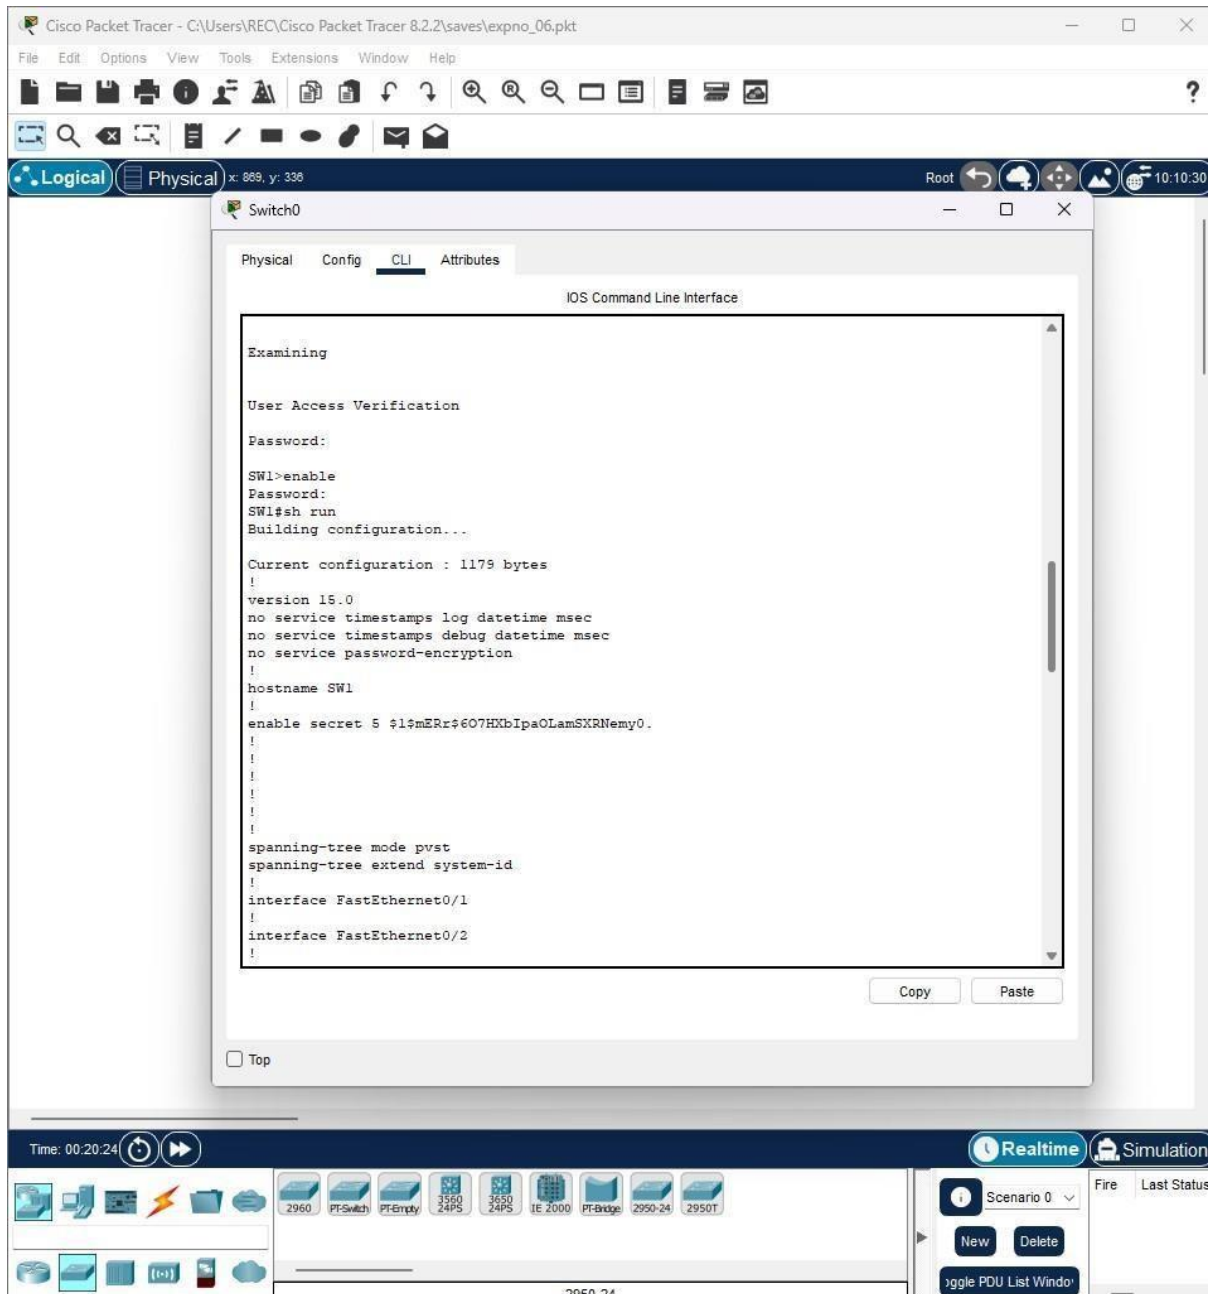 Cisco Packet Tracer - C:\Users\REC\Cisco Packet Tracer 8.2.2\saves\expno_06.pkt
File Edit Options View Tools Extensions Window Help
?
Logical Physical x: 869, y: 336 Root 10:10:30
Switch0
Physical Config CLI Attributes
IOS Command Line Interface
Examining
User Access Verification
Password:
SW1>enable
Password:
SW1#sh run
Building configuration...
Current configuration : 1179 bytes
!
version 15.0
no service timestamps log datetime msec
no service timestamps debug datetime msec
no service password-encryption
!
hostname SW1
!
enable secret 5 $1$mERr$6O7HXbIpaOLamSXRNemy0.
!
!
!
!
!
!
spanning-tree mode pvst
spanning-tree extend system-id
!
interface FastEthernet0/1
!
interface FastEthernet0/2
!
Copy Paste
Top
Time: 00:20:24 Realtime Simulation
2960 PT-Switch PT-Empty 3560 24PS 3650 24PS IE 2000 PT-Bridge 2950-24 2950T
Scenario 0 Fire Last Status
New Delete
oggle PDU List Windo
2950-24